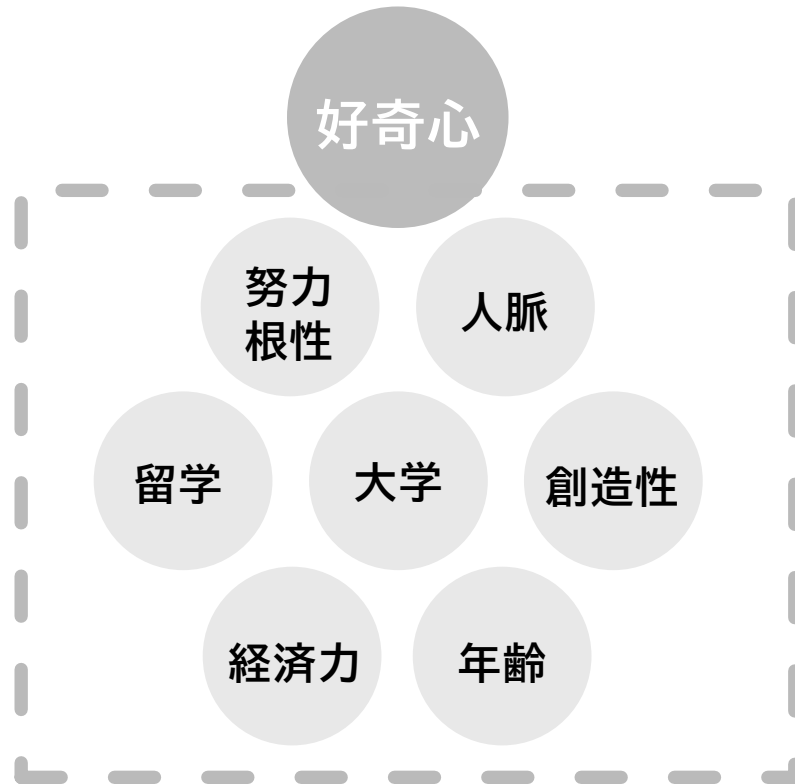 好奇心
努力
根性
人脈
留学
大学
創造性
経済力
年齢